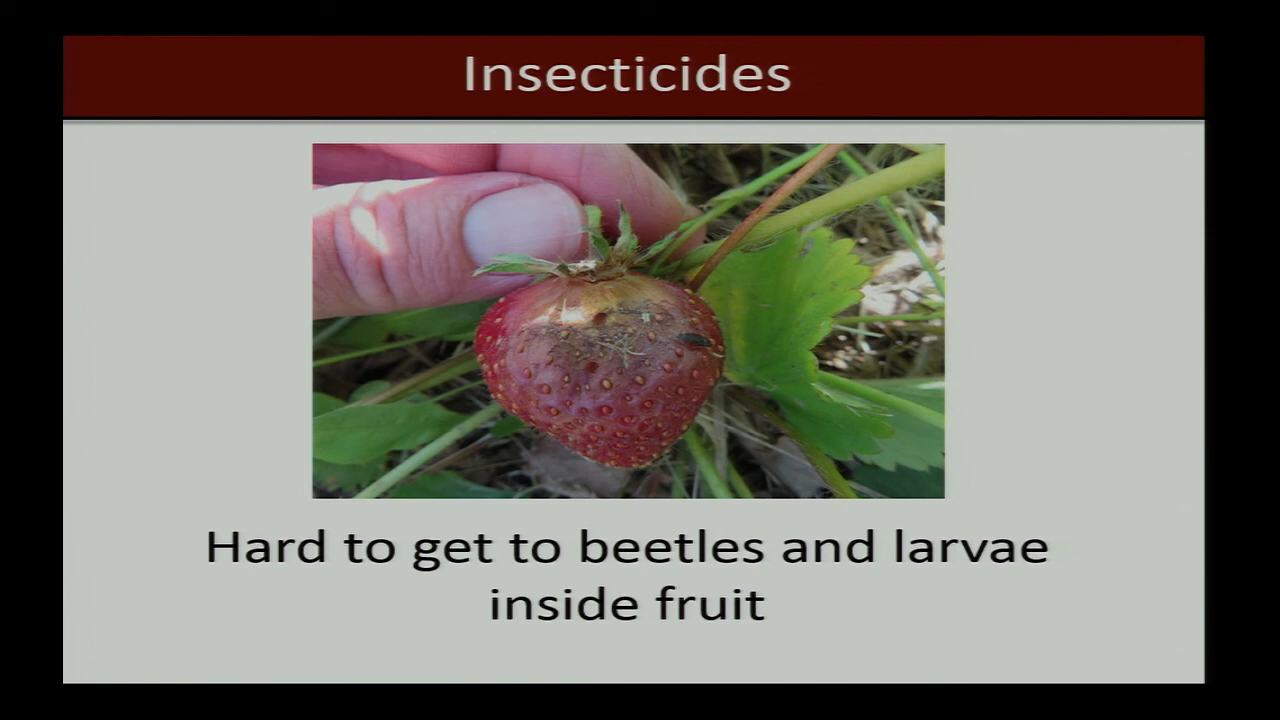 Insecticides
Hard to get to beetles and larvae
inside fruit